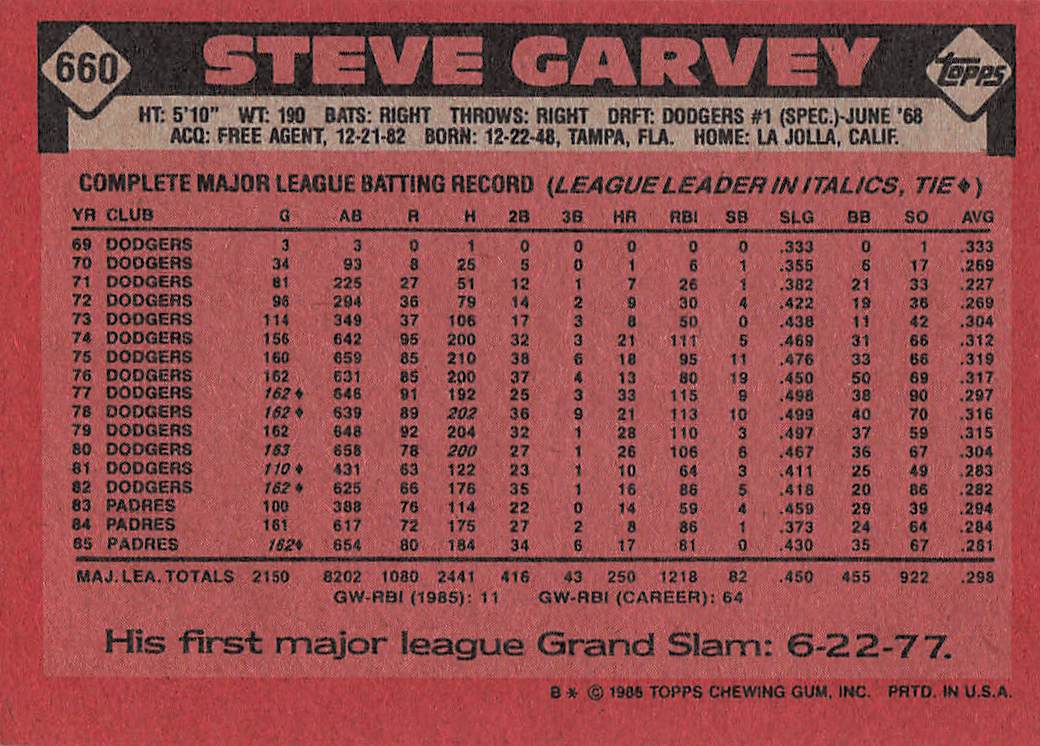 660
STEVE GARVEY
topps
HT: 5'10" WT: 190 BATS: RIGHT THROWS: RIGHT DRFT: DODGERS #1 (SPEC.)-JUNE '68
ACQ: FREE AGENT, 12-21-82 BORN: 12-22-48, TAMPA, FLA. HOME: LA JOLLA, CALIF.
COMPLETE MAJOR LEAGUE BATTING RECORD (LEAGUE LEADER IN ITALICS, TIE♦)
YR CLUB G AB R H 2B 3B HR RBI SB SLG BB SO AVG
69 DODGERS 3 3 0 1 0 0 0 0 0 .333 0 1 .333
70 DODGERS 34 93 8 25 5 0 1 6 1 .355 6 17 .269
71 DODGERS 81 225 27 51 12 1 7 26 1 .382 21 33 .227
72 DODGERS 96 294 36 79 14 2 9 30 4 .422 19 36 .269
73 DODGERS 114 349 37 106 17 3 8 50 0 .438 11 42 .304
74 DODGERS 156 642 95 200 32 3 21 111 5 .469 31 66 .312
75 DODGERS 160 659 85 210 38 6 18 95 11 .476 33 66 .319
76 DODGERS 162 631 85 200 37 4 13 80 19 .450 50 69 .317
77 DODGERS 162♦ 646 91 192 25 3 33 115 9 .498 38 90 .297
78 DODGERS 162♦ 639 89 202 36 9 21 113 10 .499 40 70 .316
79 DODGERS 162 648 92 204 32 1 28 110 3 .497 37 59 .315
80 DODGERS 163 658 78 200 27 1 26 106 6 .467 36 67 .304
81 DODGERS 110♦ 431 63 122 23 1 10 64 3 .411 25 49 .283
82 DODGERS 162♦ 625 66 176 35 1 16 86 5 .418 20 86 .282
83 PADRES 100 388 76 114 22 0 14 59 4 .459 29 39 .294
84 PADRES 161 617 72 175 27 2 8 86 1 .373 24 64 .284
85 PADRES 162♦ 654 80 184 34 6 17 81 0 .430 35 67 .281
MAJ. LEA. TOTALS 2150 8202 1080 2441 416 43 250 1218 82 .450 455 922 .298
GW-RBI (1985): 11 GW-RBI (CAREER): 64
His first major league Grand Slam: 6-22-77.
B * © 1986 TOPPS CHEWING GUM, INC. PRTD. IN U.S.A.